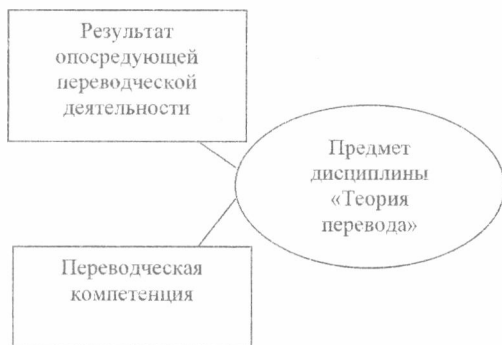 Результат
опосредующей
переводческой
деятельности
Предмет
дисциплины
«Теория
перевода»
Переводческая
компетенция